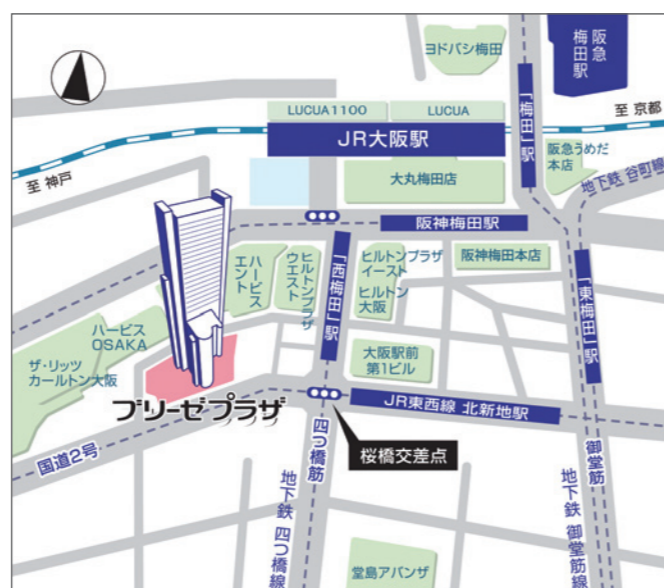 ヨドバシ梅田
阪急
梅田駅
LUCUA1100
LUCUA
「梅田」駅
至 京都
JR大阪駅
至 神戸
大丸梅田店
阪急うめだ
本店
地下鉄 谷町線
阪神梅田駅
ハービス
エント
ヒルトンプラザ
ウエスト
「西梅田」駅
ヒルトンプラザ
イースト
ヒルトン
大阪
阪神梅田本店
「東梅田」駅
ハービス
OSAKA
ザ・リッツ
カールトン大阪
大阪駅前
第1ビル
ブリーゼプラザ
JR東西線 北新地駅
国道2号
四つ橋筋
桜橋交差点
御堂筋
地下鉄 四つ橋線
地下鉄 御堂筋線
堂島アバンザ